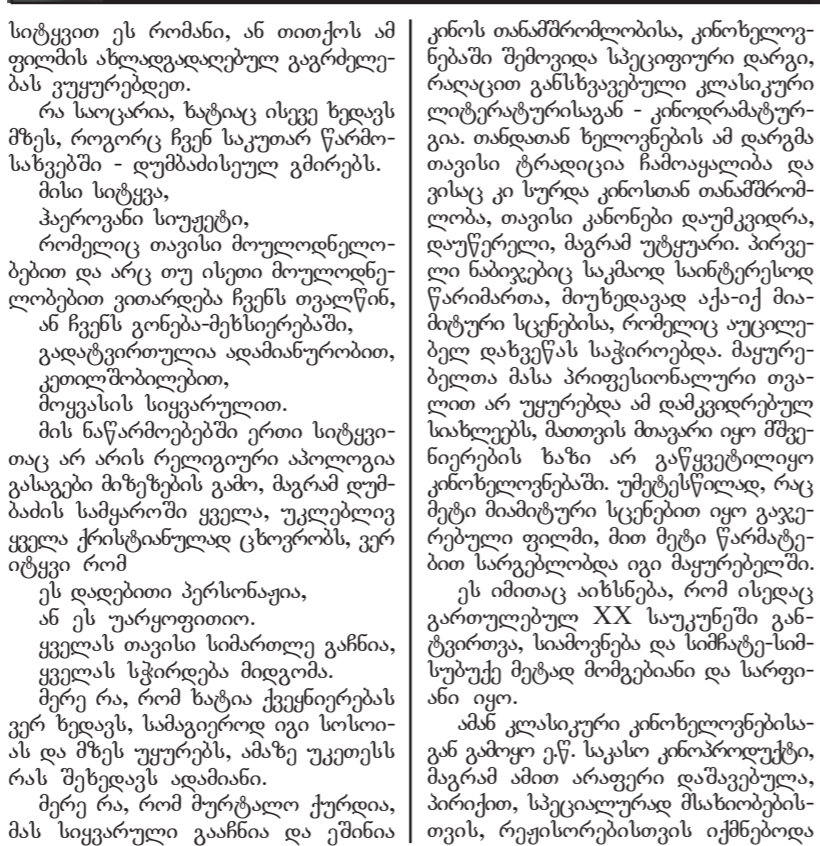 სიტყვით ეს რომანი, ან თითქოს ამ
ფილმის ახლადგადაღებულ გაგრძელე-
ბას ვუყურებდეთ.
რა საოცარია, ხატიაც ისევე ხედავს
მზეს, როგორც ჩვენ საკუთარ წარმო-
სახვებში - დუმბაძისეულ გმირებს.
მისი სიტყვა,
ჰაეროვანი სიუჟეტი,
რომელიც თავისი მოულოდნელო-
ბებით და არც თუ ისეთი მოულოდნე-
ლობებით ვითარდება ჩვენს თვალწინ,
ან ჩვენს გონება-მეხსიერებაში,
გადატვირთულია ადამიანურობით,
კეთილშობილებით,
მოყვასის სიყვარულით.
მის ნაწარმოებებში ერთი სიტყვი-
თაც არ არის რელიგიური აპოლოგია
გასაგები მიზეზების გამო, მაგრამ დუმ-
ბაძის სამყაროში ყველა, უკლებლივ
ყველა ქრისტიანულად ცხოვრობს, ვერ
იტყვი რომ
ეს დადებითი პერსონაჟია,
ან ეს უარყოფითიო.
ყველას თავისი სიმართლე გაჩნია,
ყველას სჭირდება მიდგომა.
მერე რა, რომ ხატია ქვეყნიერებას
ვერ ხედავს, სამაგიეროდ იგი სოსოი-
ას და მზეს უყურებს, ამაზე უკეთესს
რას შეხედავს ადამიანი.
მერე რა, რომ მურტალო ქურდია,
მას სიყვარული გააჩნია და ეშინია
კინოს თანამშრომლობისა, კინოხელოვ-
ნებაში შემოვიდა სპეციფიური დარგი,
რაღაცით განსხვავებული კლასიკური
ლიტერატურისაგან - კინოდრამატურ-
გია. თანდათან ხელოვნების ამ დარგმა
თავისი ტრადიცია ჩამოაყალიბა და
ვისაც კი სურდა კინოსთან თანამშრომ-
ლობა, თავისი კანონები დაუმკვიდრა,
დაუწერელი, მაგრამ უტყუარი. პირვე-
ლი ნაბიჯებიც საკმაოდ საინტერესოდ
წარიმართა, მიუხედავად აქა-იქ მია-
მიტური სცენებისა, რომელიც აუცილე-
ბელ დახვეწას საჭიროებდა. მაყურე-
ბელთა მასა პრიფესიონალური თვა-
ლით არ უყურებდა ამ დამკვიდრებულ
სიახლეებს, მათთვის მთავარი იყო მშვე-
ნიერების ხაზი არ გაწყვეტილიყო
კინოხელოვნებაში. უმეტესწილად, რაც
მეტი მიამიტური სცენებით იყო გაჯე-
რებული ფილმი, მით მეტი წარმატე-
ბით სარგებლობდა იგი მაყურებელში.
ეს იმითაც აიხსნება, რომ ისედაც
გართულებულ XX საუკუნეში გან-
ტვირთვა, სიამოვნება და სიმჩატე-სიმ-
სუბუქე მეტად მომგებიანი და სარფი-
ანი იყო.
ამან კლასიკური კინოხელოვნებისა-
გან გამოყო ე.წ. საკასო კინოპროდუქტი,
მაგრამ ამით არაფერი დაშავებულა,
პირიქით, სპეციალურად მსახიობების-
თვის, რეჟისორებისთვის იქმნებოდა